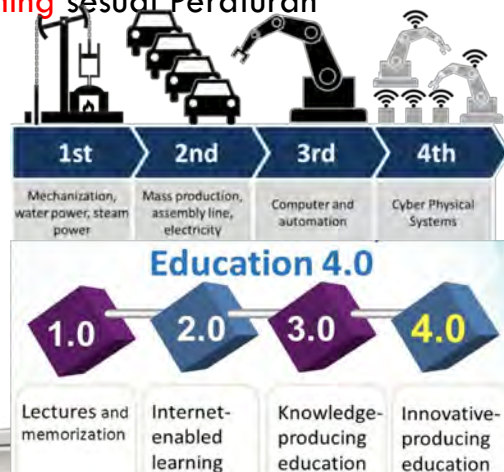 ning sesuai Peraturan
1st 2nd 3rd 4th
Mechanization, water power, steam power
Mass production, assembly line, electricity
Computer and automation
Cyber Physical Systems
Education 4.0
1.0 2.0 3.0 4.0
Lectures and memorization
Internet-enabled learning
Knowledge-producing education
Innovative-producing education